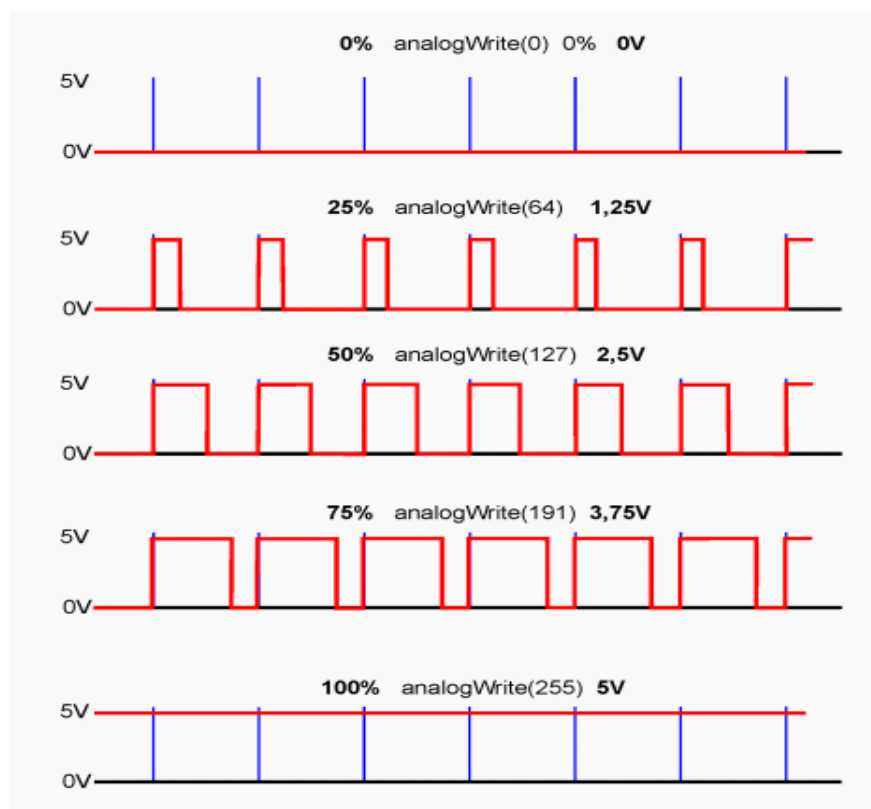 0% analogWrite(0) 0% 0V
5V
0V
25% analogWrite(64) 1,25V
5V
0V
50% analogWrite(127) 2,5V
5V
0V
75% analogWrite(191) 3,75V
5V
0V
100% analogWrite(255) 5V
5V
0V